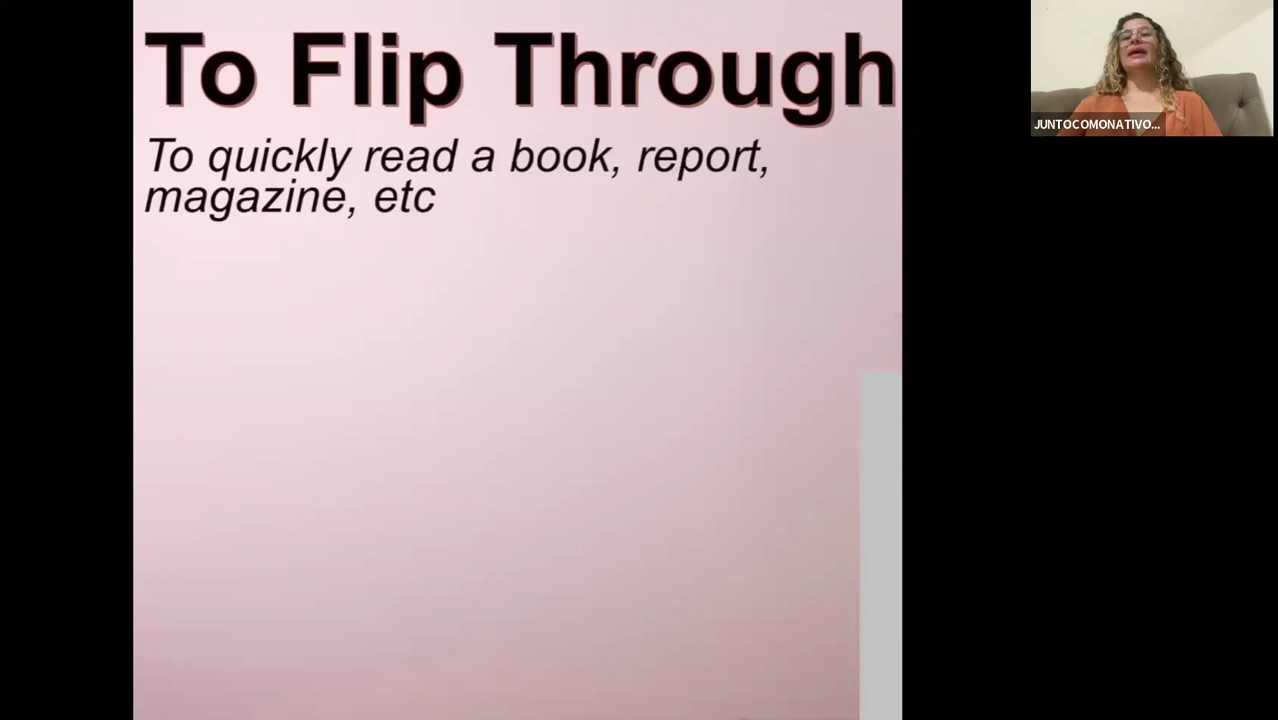 To Flip Through
To quickly read a book, report,
magazine, etc
JUNTOCOMONATIVO...